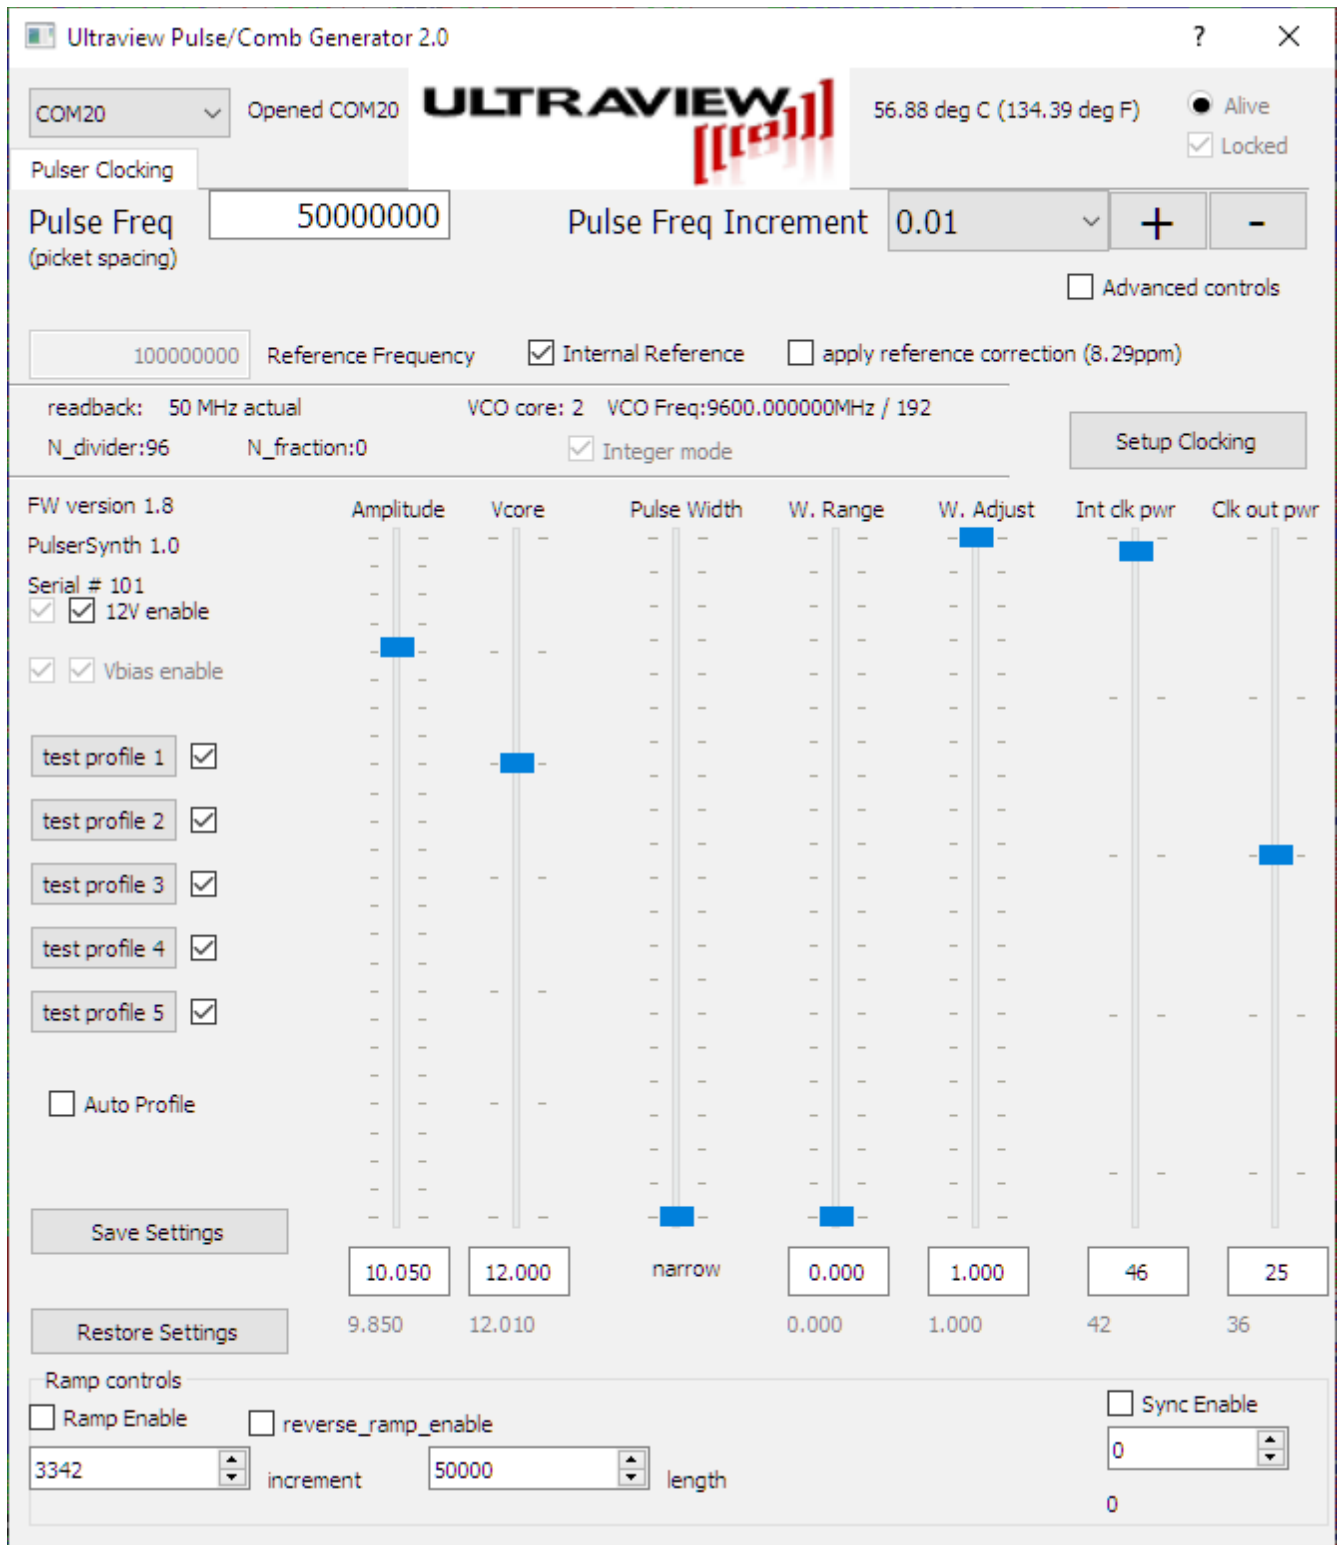 Ultraview Pulse/Comb Generator 2.0 ?
COM20 Opened COM20 ULTRAVIEW 56.88 deg C (134.39 deg F) Alive
Locked
Pulser Clocking
Pulse Freq 50000000 Pulse Freq Increment 0.01 + -
(picket spacing)
Advanced controls
100000000 Reference Frequency Internal Reference apply reference correction (8.29ppm)
readback: 50 MHz actual VCO core: 2 VCO Freq:9600.000000MHz / 192
N_divider:96 N_fraction:0 Integer mode Setup Clocking
FW version 1.8 Amplitude Vcore Pulse Width W. Range W. Adjust Int clk pwr Clk out pwr
PulserSynth 1.0
Serial # 101
12V enable
Vbias enable
test profile 1
test profile 2
test profile 3
test profile 4
test profile 5
Auto Profile
Save Settings
10.050 12.000 narrow 0.000 1.000 46 25
Restore Settings 9.850 12.010 0.000 1.000 42 36
Ramp controls
Ramp Enable reverse_ramp_enable Sync Enable
3342 increment 50000 length 0
0